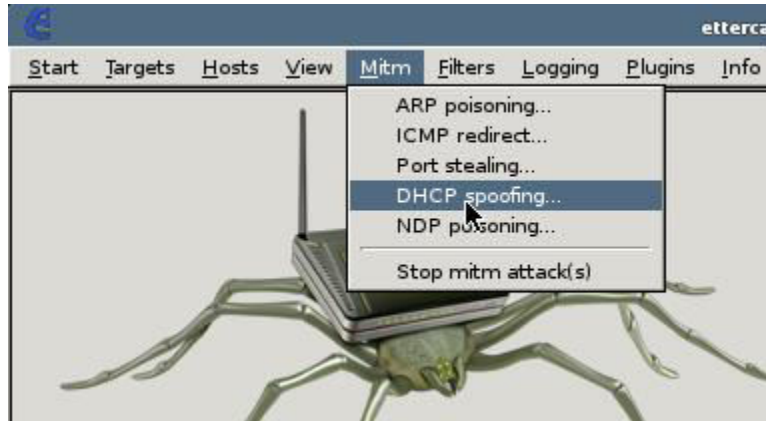 etterca
Start Targets Hosts View Mitm Filters Logging Plugins Info
ARP poisoning...
ICMP redirect...
Port stealing...
DHCP spoofing...
NDP poisoning...
Stop mitm attack(s)